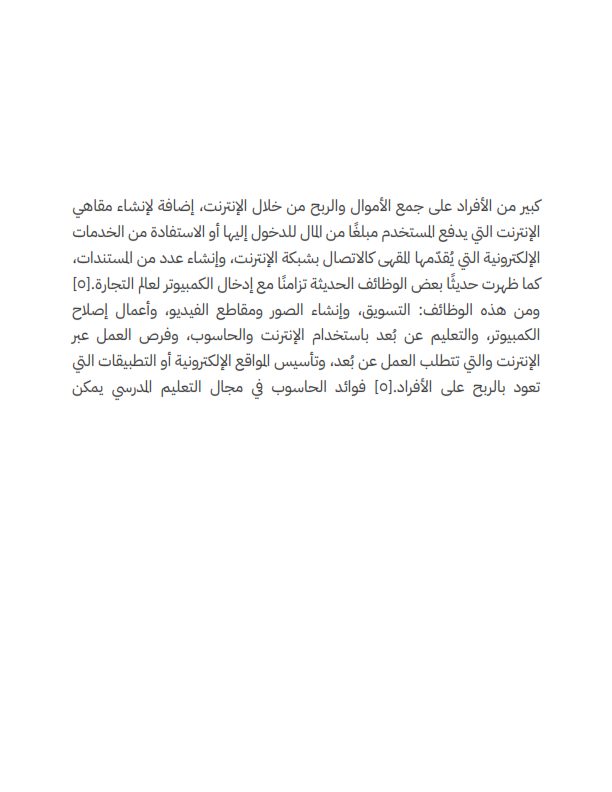 كبير من الأفراد على جمع الأموال والربح من خلال الإنترنت، إضافة لإنشاء مقاهي
الإنترنت التي يدفع المستخدم مبلغًا من المال للدخول إليها أو الاستفادة من الخدمات
الإلكترونية التي يُقدّمها المقهى كالاتصال بشبكة الإنترنت، وإنشاء عدد من المستندات،
كما ظهرت حديثًا بعض الوظائف الحديثة تزامنًا مع إدخال الكمبيوتر لعالم التجارة.[٥]
ومن هذه الوظائف: التسويق، وإنشاء الصور ومقاطع الفيديو، وأعمال إصلاح
الكمبيوتر، والتعليم عن بُعد باستخدام الإنترنت والحاسوب، وفرص العمل عبر
الإنترنت والتي تتطلب العمل عن بُعد، وتأسيس المواقع الإلكترونية أو التطبيقات التي
تعود بالربح على الأفراد.[٥] فوائد الحاسوب في مجال التعليم المدرسي يمكن